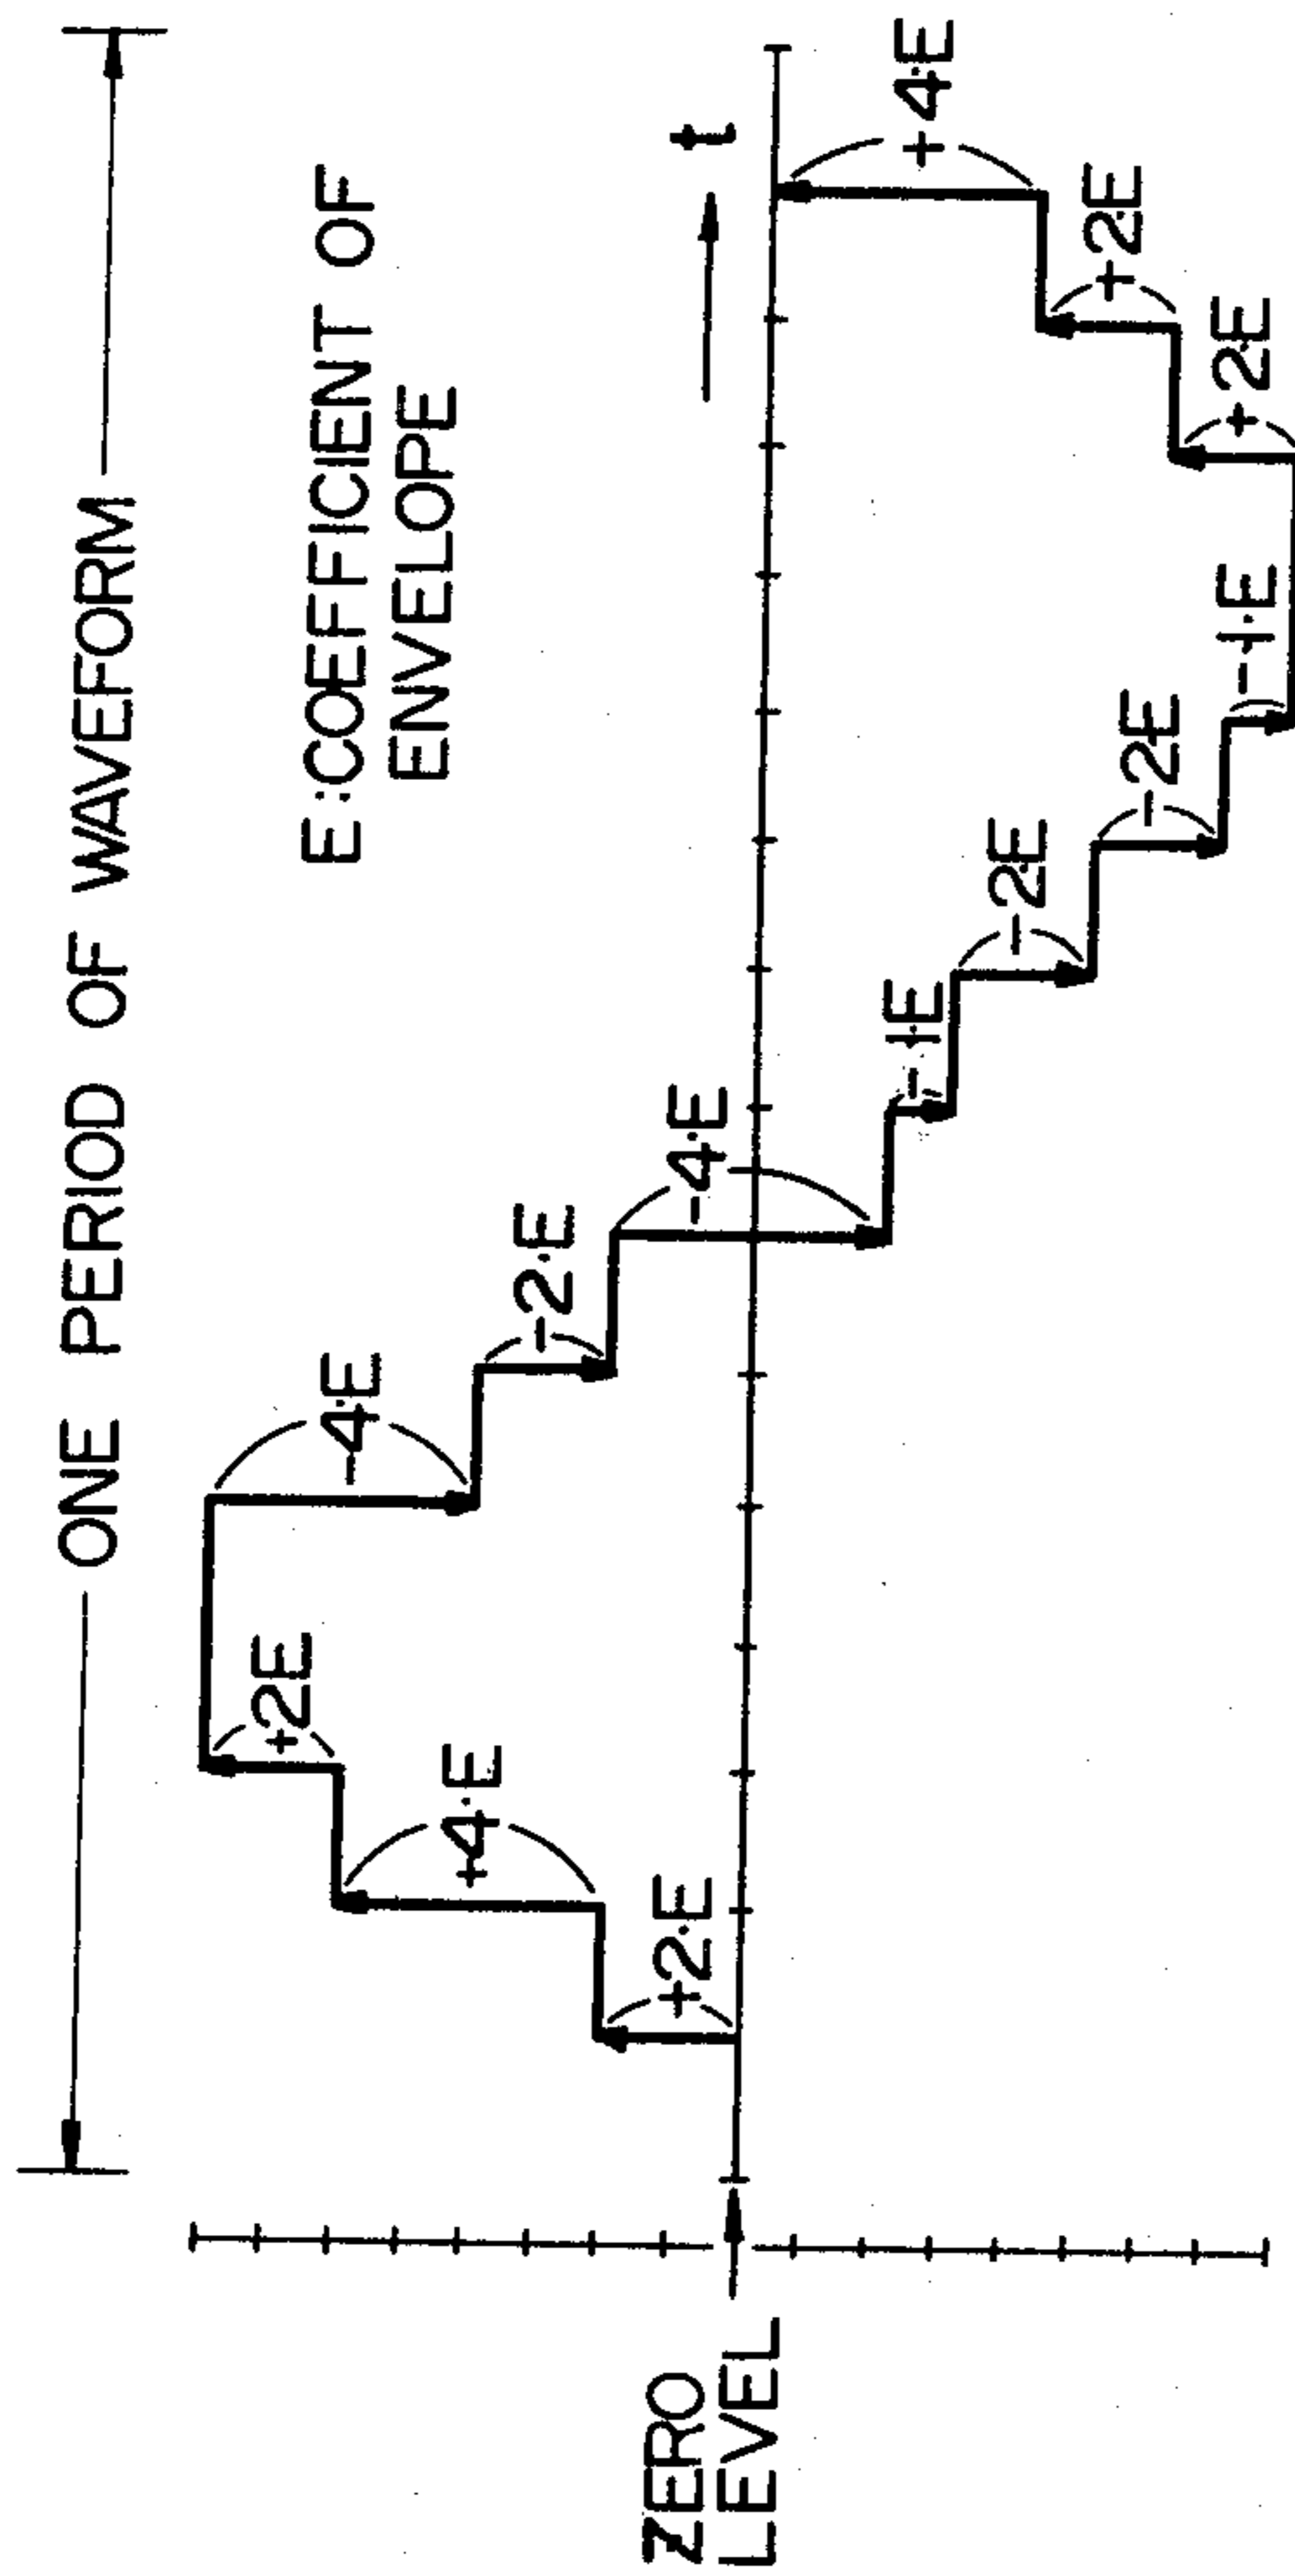 ONE PERIOD OF WAVEFORM
E:COEFFICIENT OF
ENVELOPE
ZERO
LEVEL
+2·E
+4·E
+2E
-4·E
-2·E
-4·E
-1·E
-2E
-2E
-1·E
+2·E
+2E
+4·E
t